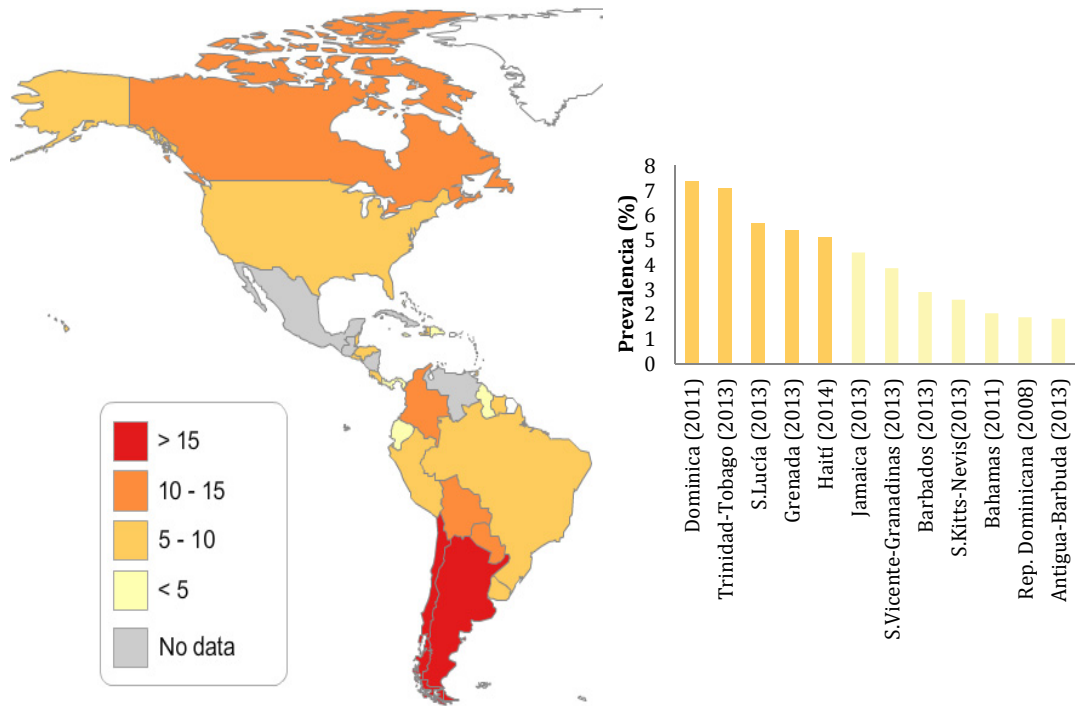 > 15
10 - 15
5 - 10
< 5
No data
Prevalencia (%)
8
7
6
5
4
3
2
1
0
Dominica (2011)
Trinidad-Tobago (2013)
S.Lucía (2013)
Grenada (2013)
Haití (2014)
Jamaica (2013)
S.Vicente-Granadinas (2013)
Barbados (2013)
S.Kitts-Nevis(2013)
Bahamas (2011)
Rep. Dominicana (2008)
Antigua-Barbuda (2013)